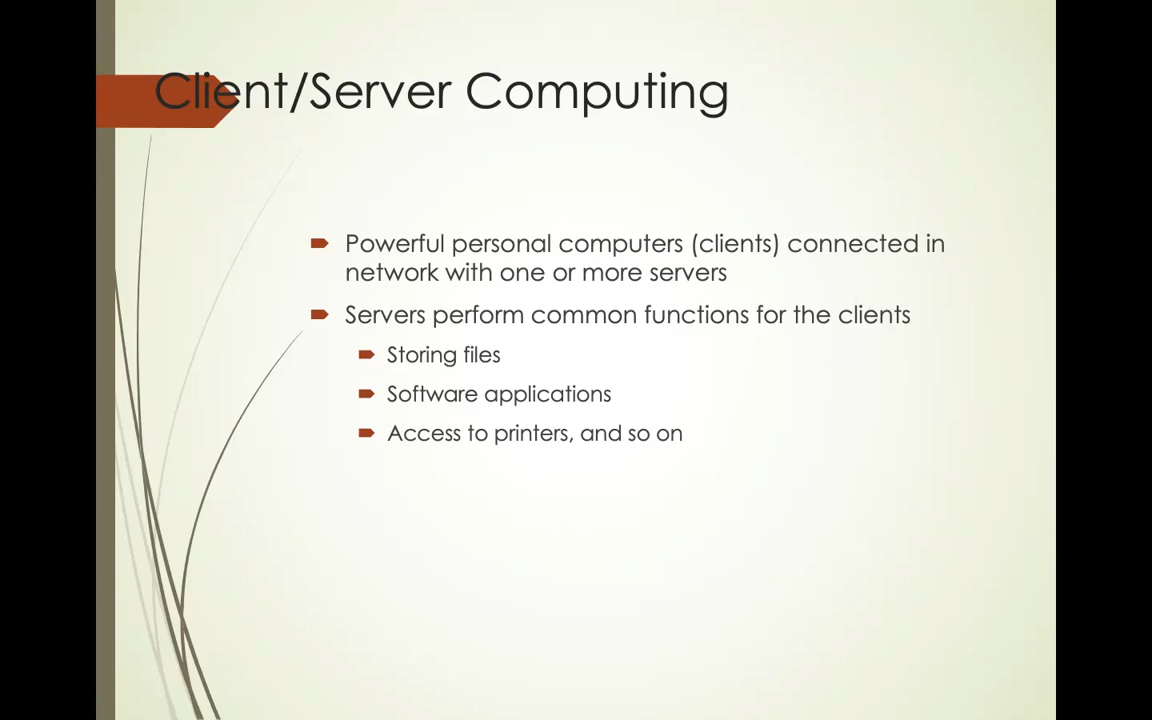 Client/Server Computing
Powerful personal computers (clients) connected in
network with one or more servers
Servers perform common functions for the clients
Storing files
Software applications
Access to printers, and so on